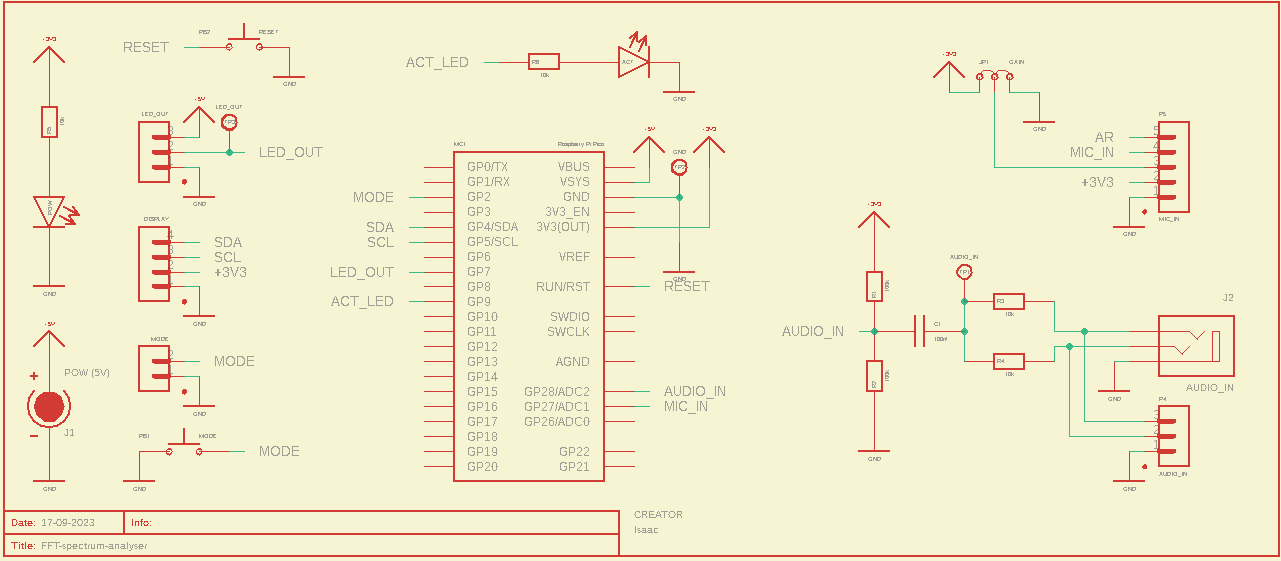 +3V3
R5
10k
POW
GND
+5V
+
POW (5V)
J1
-
GND
RESET
RESET
GND
LED_OUT
3
2
1
+5V
LED_OUT
LED_OUT
GND
DISPLAY
4
3
2
1
SDA
SCL
+3V3
GND
MODE
2
1
MODE
GND
MODE
MODE
GND
ACT_LED
R6
10k
ACT
GND
MC1
Raspberry Pi Pico
GP0/TX
GP1/RX
GP2
GP3
GP4/SDA
GP5/SCL
GP6
GP7
GP8
GP9
GP10
GP11
GP12
GP13
GP14
GP15
GP16
GP17
GP18
GP19
GP20
VBUS
VSYS
GND
3V3_EN
3V3(OUT)
VREF
RUN/RST
SWDIO
SWCLK
AGND
GP28/ADC2
GP27/ADC1
GP26/ADC0
GP22
GP21
MODE
SDA
SCL
LED_OUT
ACT_LED
+5V
GND
+3V3
GND
RESET
AUDIO_IN
MIC_IN
+3V3
JP1
GAIN
GND
P5
5
4
3
2
1
AR
MIC_IN
+3V3
GND
MIC_IN
+3V3
R1
100k
AUDIO_IN
R2
100k
GND
C1
100nF
AUDIO_IN
TP1
R3
10k
R4
10k
J2
AUDIO_IN
GND
P4
3
2
1
GND
AUDIO_IN
Date: 17-09-2023
Info:
Title: FFT-spectrum-analyser
CREATOR
Isaac